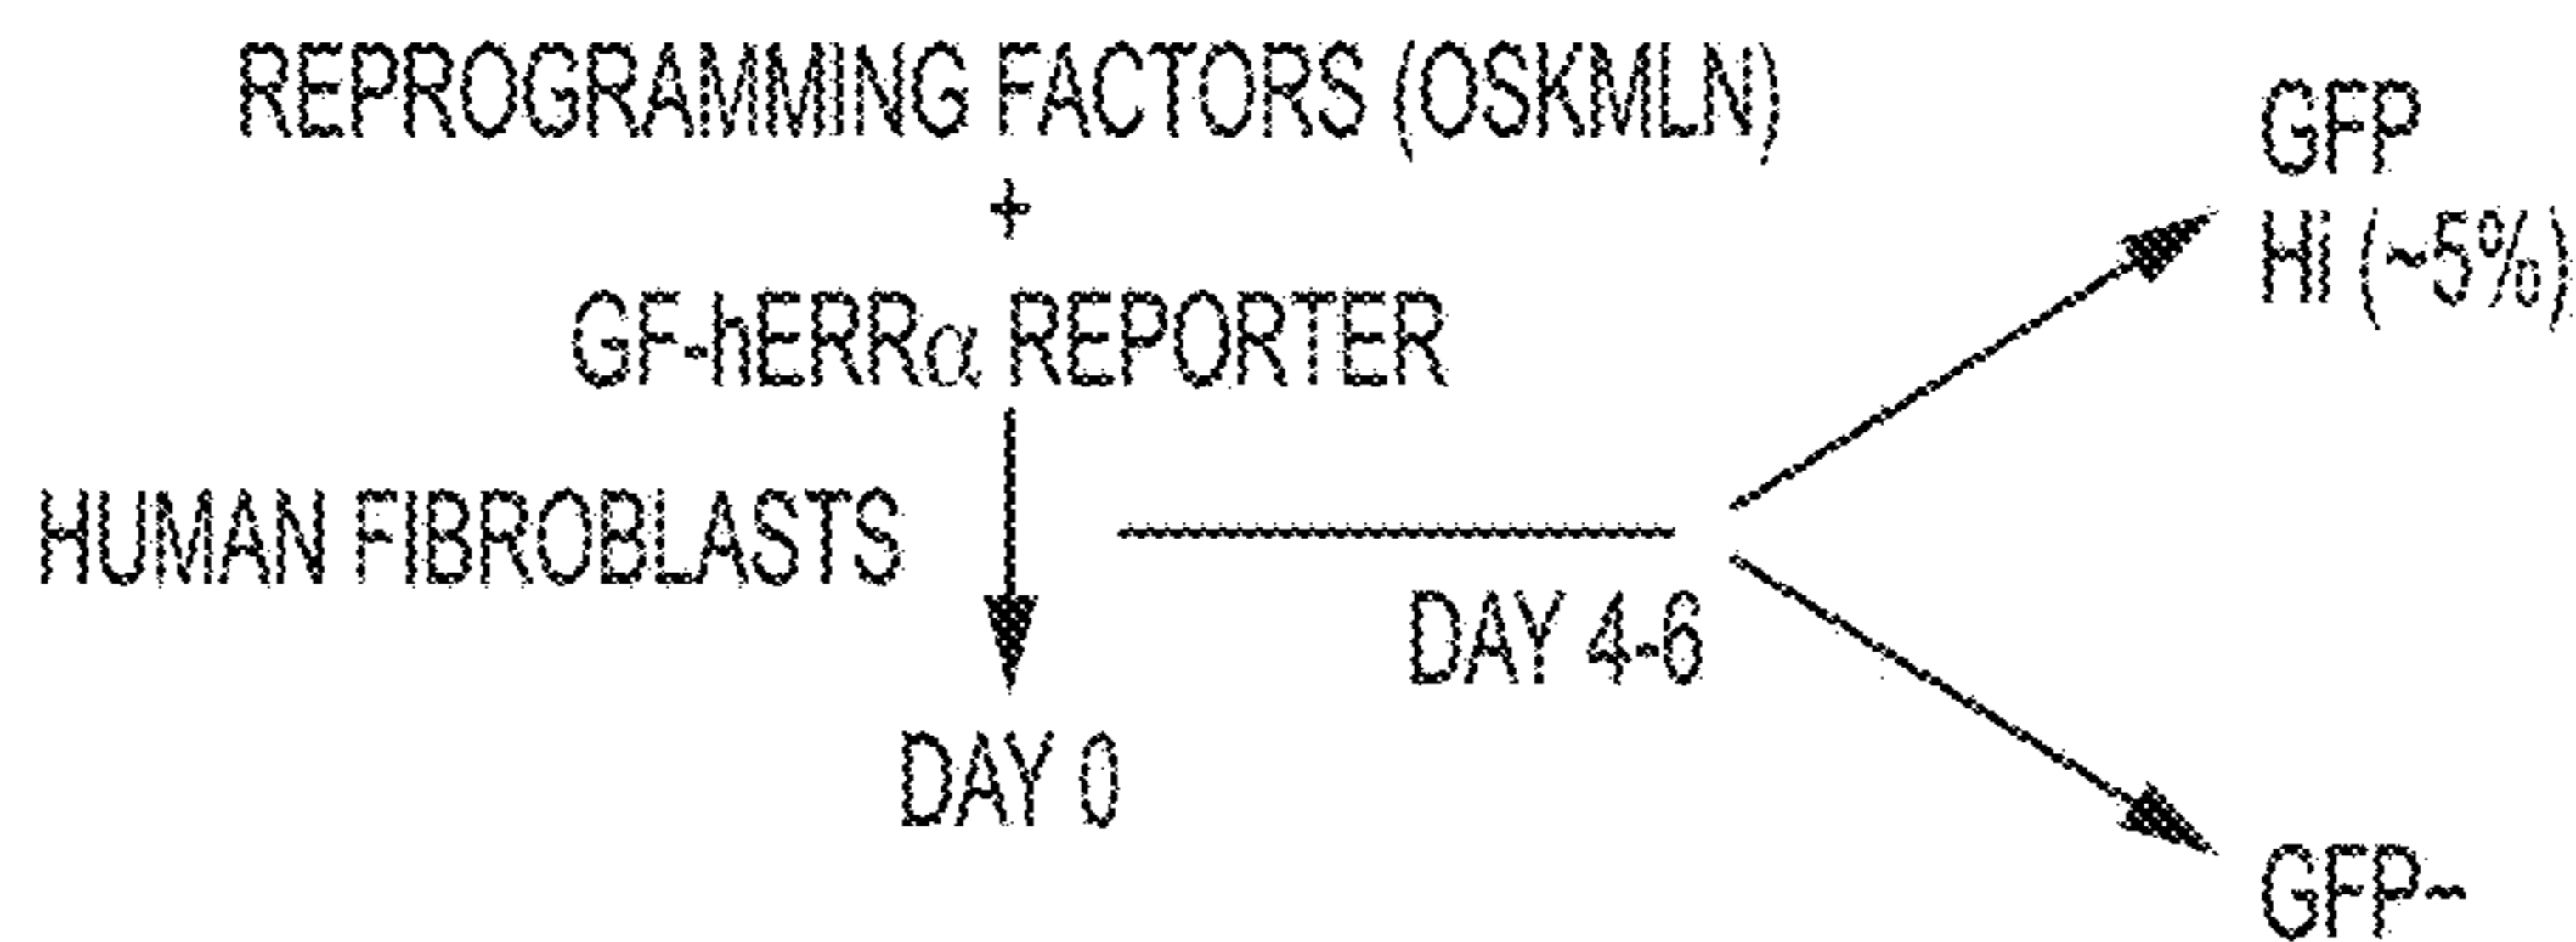 REPROGRAMMING FACTORS (OSKMLN)
+
GF-hERRα REPORTER
HUMAN FIBROBLASTS
DAY 0
DAY 4-6
GFP
Hi (~5%)
GFP-